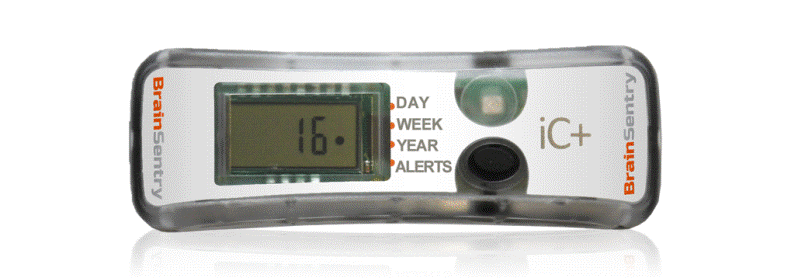 BrainSentry
16
DAY
WEEK
YEAR
ALERTS
iC+
BrainSentry